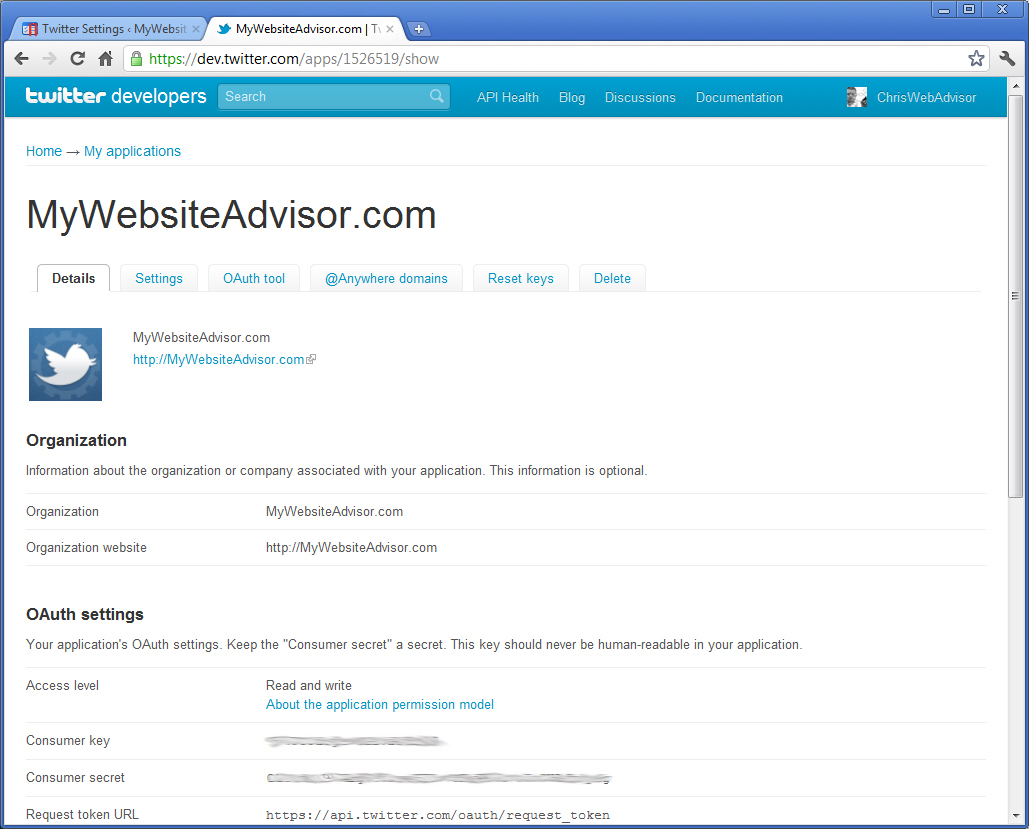 Twitter Settings ‹ MyWebsit
MyWebsiteAdvisor.com | Tw
https://dev.twitter.com/apps/1526519/show
twitter developers
Search
API Health
Blog
Discussions
Documentation
ChrisWebAdvisor
Home → My applications
MyWebsiteAdvisor.com
Details
Settings
OAuth tool
@Anywhere domains
Reset keys
Delete
MyWebsiteAdvisor.com
http://MyWebsiteAdvisor.com
Organization
Information about the organization or company associated with your application. This information is optional.
Organization MyWebsiteAdvisor.com
Organization website http://MyWebsiteAdvisor.com
OAuth settings
Your application's OAuth settings. Keep the "Consumer secret" a secret. This key should never be human-readable in your application.
Access level Read and write
About the application permission model
Consumer key
Consumer secret
Request token URL https://api.twitter.com/oauth/request_token